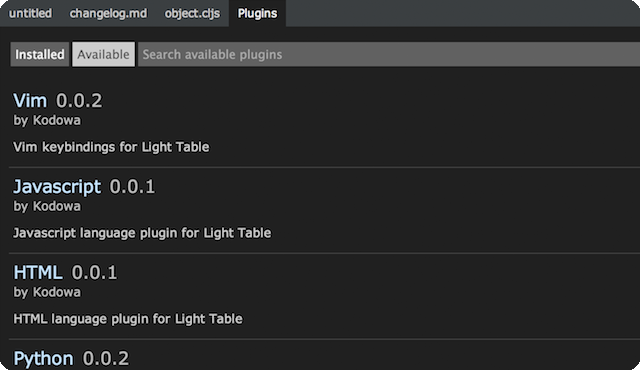 untitled changelog.md object.cljs Plugins
Installed Available Search available plugins
Vim 0.0.2
by Kodowa
Vim keybindings for Light Table
Javascript 0.0.1
by Kodowa
Javascript language plugin for Light Table
HTML 0.0.1
by Kodowa
HTML language plugin for Light Table
Python 0.0.2